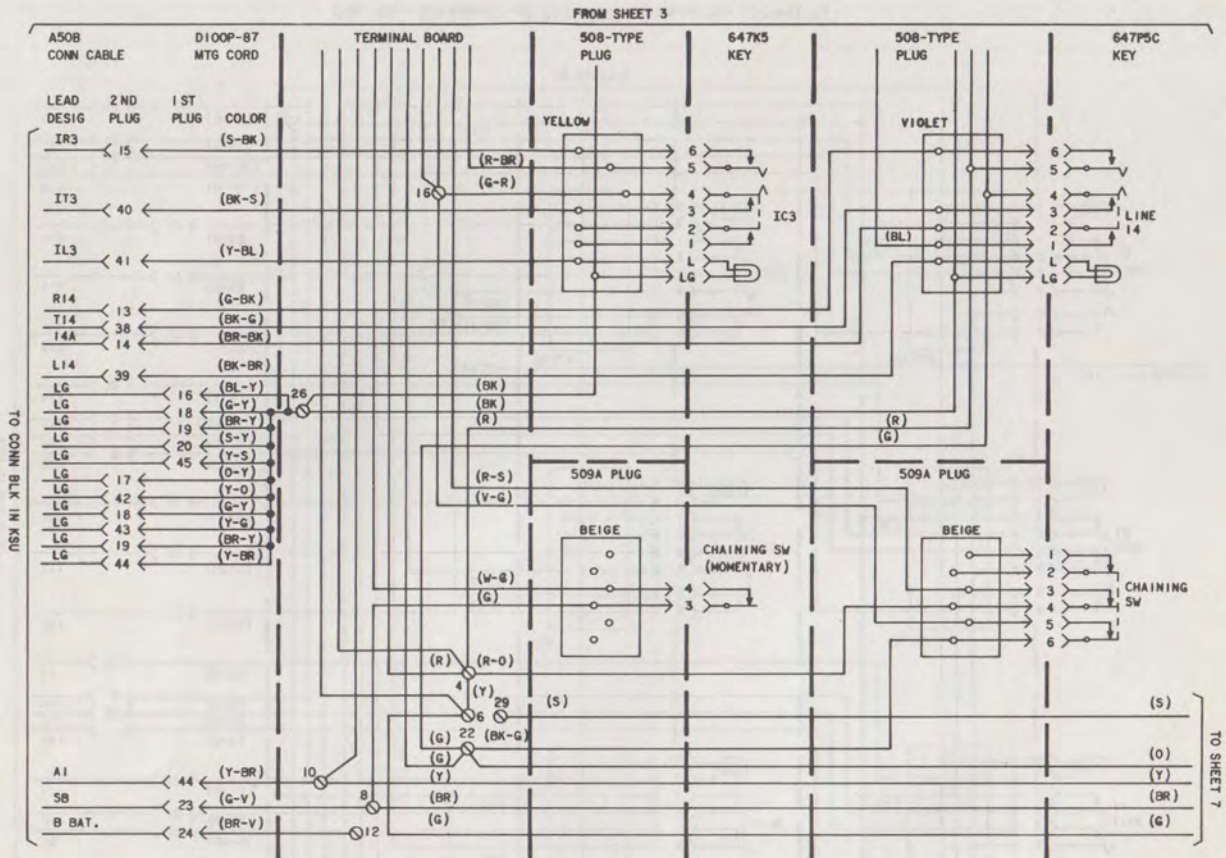 FROM SHEET 3
A50B CONN CABLE
D100P-87 MTG CORD
TERMINAL BOARD
508-TYPE PLUG
647K5 KEY
508-TYPE PLUG
647P5C KEY
LEAD DESIG
2ND PLUG
1ST PLUG
COLOR
YELLOW
VIOLET
IR3 15 (S-BK)
(R-BR)
(G-R)
16
IT3 40 (BK-S)
IL3 41 (Y-BL)
6
5
4
3
2
1
L
LG
IC3
(BL)
6
5
4
3
2
1
L
LG
LINE 14
R14 13 (G-BK)
T14 38 (BK-G)
14A 14 (BR-BK)
L14 39 (BK-BR)
LG 16 (BL-Y)
26
LG 18 (G-Y)
LG 19 (BR-Y)
LG 20 (S-Y)
LG 45 (Y-S)
LG 17 (O-Y)
LG 42 (Y-O)
LG 18 (G-Y)
LG 43 (Y-G)
LG 19 (BR-Y)
LG 44 (Y-BR)
(BK)
(BK)
(R)
(R)
(G)
(R-S)
(V-G)
509A PLUG
509A PLUG
BEIGE
BEIGE
CHAINING SW (MOMENTARY)
(W-G)
(G)
4
3
1
2
3
4
5
6
CHAINING SW
(R)
(R-O)
4
(Y)
6
29
(S)
(S)
22
(BK-G)
(G)
(G)
(O)
A1 44 (Y-BR)
10
(Y)
(Y)
SB 23 (G-V)
8
(BR)
(BR)
B BAT. 24 (BR-V)
12
(G)
(G)
TO CONN BLK IN KSU
TO SHEET 7